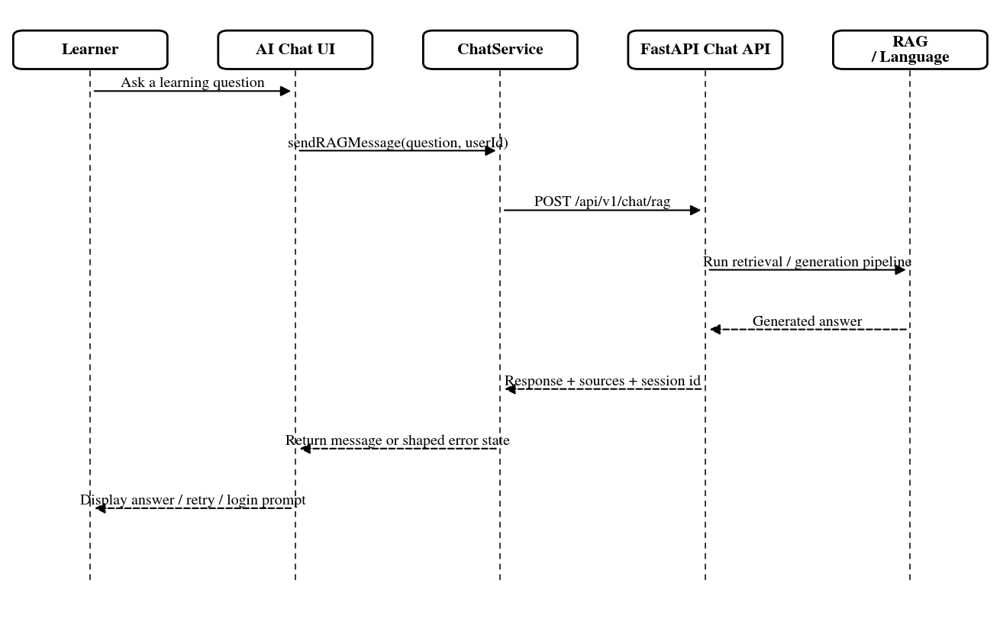 Learner
AI Chat UI
ChatService
FastAPI Chat API
RAG
/ Language
Ask a learning question
sendRAGMessage(question, userId)
POST /api/v1/chat/rag
Run retrieval / generation pipeline
Generated answer
Response + sources + session id
Return message or shaped error state
Display answer / retry / login prompt